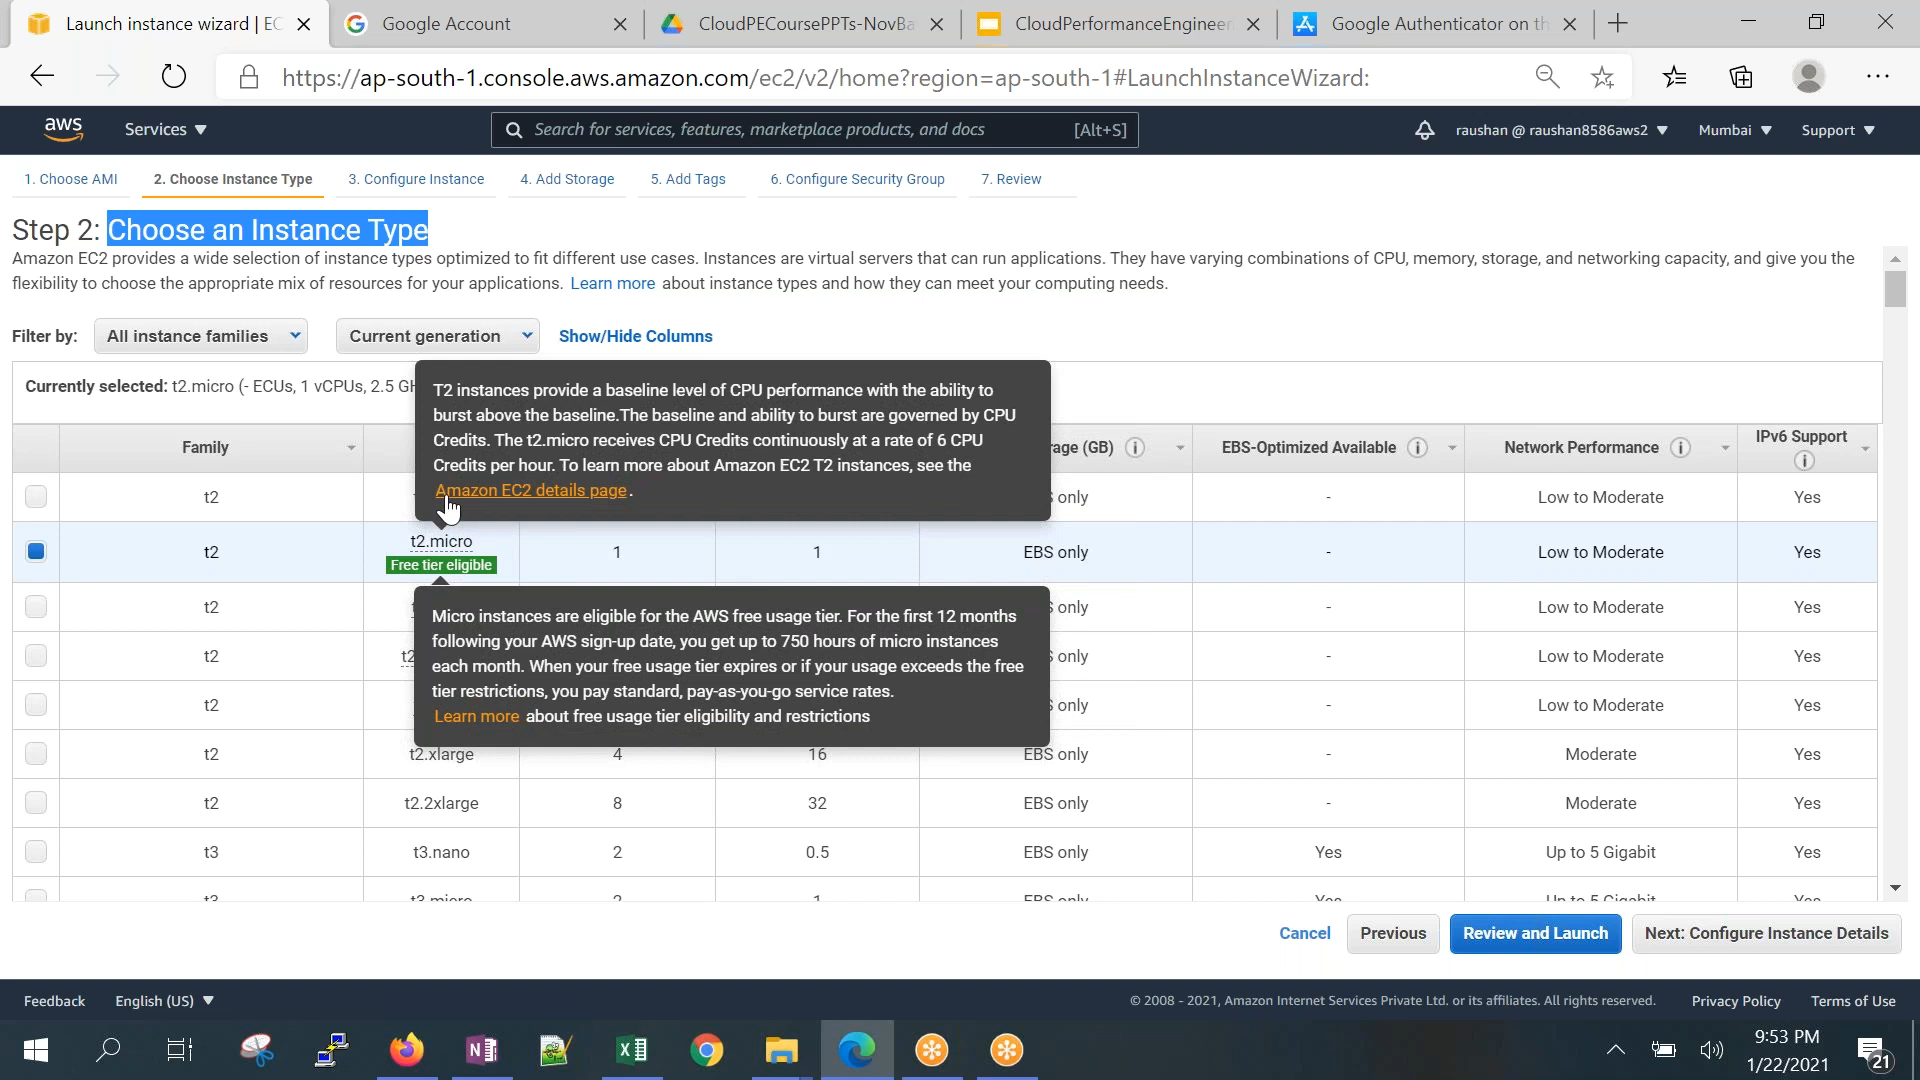 Launch instance wizard | EC
Google Account
CloudPECoursePPTs-NovBa
CloudPerformanceEngineer
Google Authenticator on th
https://ap-south-1.console.aws.amazon.com/ec2/v2/home?region=ap-south-1#LaunchInstanceWizard:
aws
Services
Search for services, features, marketplace products, and docs [Alt+S]
raushan @ raushan8586aws2
Mumbai
Support
1. Choose AMI
2. Choose Instance Type
3. Configure Instance
4. Add Storage
5. Add Tags
6. Configure Security Group
7. Review
Step 2: Choose an Instance Type
Amazon EC2 provides a wide selection of instance types optimized to fit different use cases. Instances are virtual servers that can run applications. They have varying combinations of CPU, memory, storage, and networking capacity, and give you the
flexibility to choose the appropriate mix of resources for your applications. Learn more about instance types and how they can meet your computing needs.
Filter by: All instance families Current generation Show/Hide Columns
Currently selected: t2.micro (- ECUs, 1 vCPUs, 2.5 GH
T2 instances provide a baseline level of CPU performance with the ability to
burst above the baseline.The baseline and ability to burst are governed by CPU
Credits. The t2.micro receives CPU Credits continuously at a rate of 6 CPU
Credits per hour. To learn more about Amazon EC2 T2 instances, see the
Amazon EC2 details page.
Family rage (GB) EBS-Optimized Available Network Performance IPv6 Support
t2 only - Low to Moderate Yes
t2 t2.micro 1 1 EBS only - Low to Moderate Yes
Free tier eligible
Micro instances are eligible for the AWS free usage tier. For the first 12 months
following your AWS sign-up date, you get up to 750 hours of micro instances
each month. When your free usage tier expires or if your usage exceeds the free
tier restrictions, you pay standard, pay-as-you-go service rates.
Learn more about free usage tier eligibility and restrictions
t2 only - Low to Moderate Yes
t2 t2 only - Low to Moderate Yes
t2 only - Low to Moderate Yes
t2 t2.xlarge 4 16 EBS only - Moderate Yes
t2 t2.2xlarge 8 32 EBS only - Moderate Yes
t3 t3.nano 2 0.5 EBS only Yes Up to 5 Gigabit Yes
t3 t3.micro 2 1 EBS only Yes Up to 5 Gigabit Yes
Cancel
Previous
Review and Launch
Next: Configure Instance Details
Feedback
English (US)
© 2008 - 2021, Amazon Internet Services Private Ltd. or its affiliates. All rights reserved.
Privacy Policy
Terms of Use
9:53 PM
1/22/2021
21